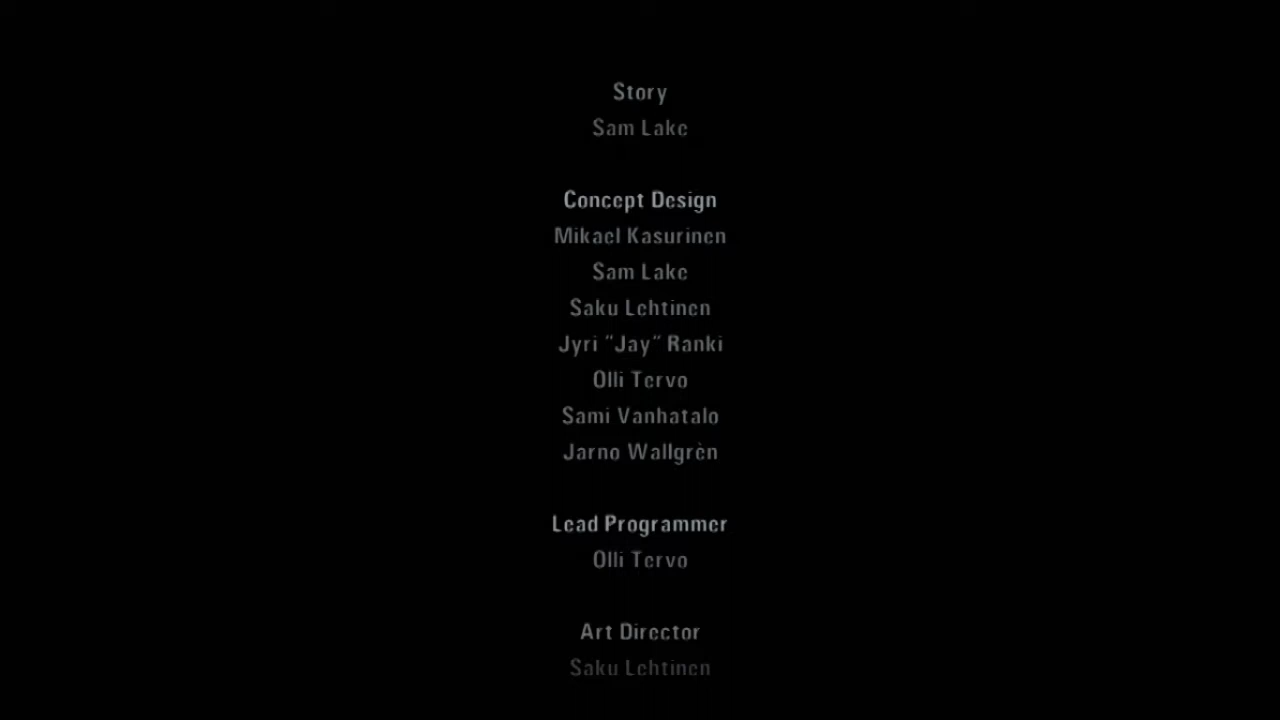 Story
Sam Lake
Concept Design
Mikael Kasurinen
Sam Lake
Saku Lehtinen
Jyri "Jay" Ranki
Olli Tervo
Sami Vanhatalo
Jarno Wallgrèn
Lead Programmer
Olli Tervo
Art Director
Saku Lehtinen